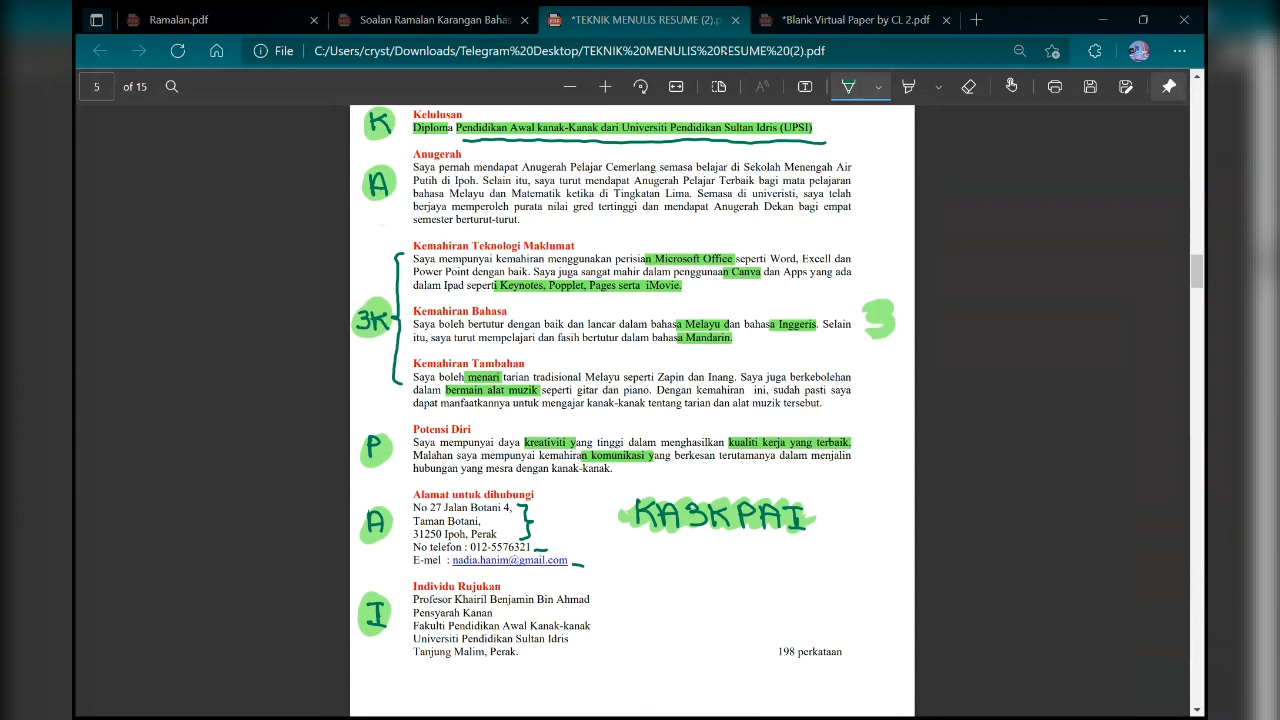 Ramalan.pdf
Soalan Ramalan Karangan Bahas
*TEKNIK MENULIS RESUME (2).p
*Blank Virtual Paper by CL 2.pdf
File
C:/Users/cryst/Downloads/Telegram%20Desktop/TEKNIK%20MENULIS%20RESUME%20(2).pdf
5 of 15
K
Kelulusan
Diploma Pendidikan Awal kanak-Kanak dari Universiti Pendidikan Sultan Idris (UPSI)
A
Anugerah
Saya pernah mendapat Anugerah Pelajar Cemerlang semasa belajar di Sekolah Menengah Air
Putih di Ipoh. Selain itu, saya turut mendapat Anugerah Pelajar Terbaik bagi mata pelajaran
bahasa Melayu dan Matematik ketika di Tingkatan Lima. Semasa di univeristi, saya telah
berjaya memperoleh purata nilai gred tertinggi dan mendapat Anugerah Dekan bagi empat
semester berturut-turut.
3K
Kemahiran Teknologi Maklumat
Saya mempunyai kemahiran menggunakan perisian Microsoft Office seperti Word, Excell dan
Power Point dengan baik. Saya juga sangat mahir dalam penggunaan Canva dan Apps yang ada
dalam Ipad seperti Keynotes, Popplet, Pages serta iMovie.
Kemahiran Bahasa
Saya boleh bertutur dengan baik dan lancar dalam bahasa Melayu dan bahasa Inggeris. Selain
itu, saya turut mempelajari dan fasih bertutur dalam bahasa Mandarin.
3
Kemahiran Tambahan
Saya boleh menari tarian tradisional Melayu seperti Zapin dan Inang. Saya juga berkebolehan
dalam bermain alat muzik seperti gitar dan piano. Dengan kemahiran ini, sudah pasti saya
dapat manfaatkannya untuk mengajar kanak-kanak tentang tarian dan alat muzik tersebut.
P
Potensi Diri
Saya mempunyai daya kreativiti yang tinggi dalam menghasilkan kualiti kerja yang terbaik.
Malahan saya mempunyai kemahiran komunikasi yang berkesan terutamanya dalam menjalin
hubungan yang mesra dengan kanak-kanak.
A
Alamat untuk dihubungi
No 27 Jalan Botani 4,
Taman Botani,
31250 Ipoh, Perak
No telefon : 012-5576321
E-mel : nadia.hanim@gmail.com
KA3KPAI
I
Individu Rujukan
Profesor Khairil Benjamin Bin Ahmad
Pensyarah Kanan
Fakulti Pendidikan Awal Kanak-kanak
Universiti Pendidikan Sultan Idris
Tanjung Malim, Perak.
198 perkataan